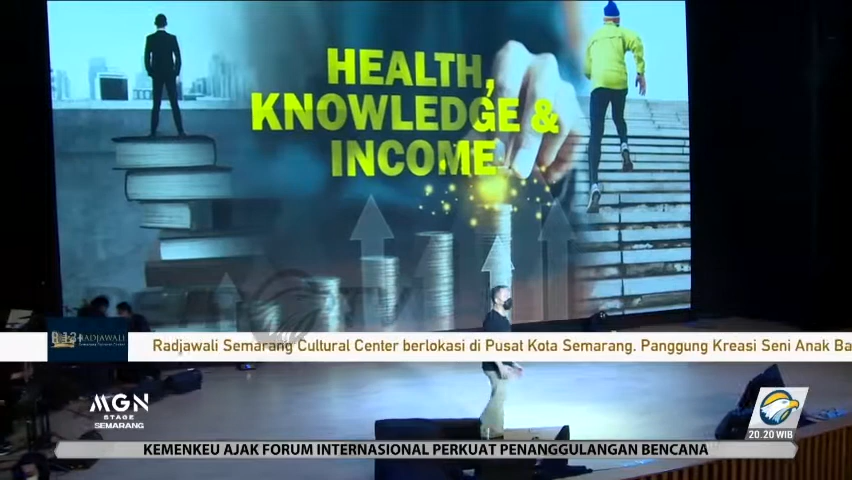 HEALTH,
KNOWLEDGE &
INCOME
RADJAWALI
Radjawali Semarang Cultural Center berlokasi di Pusat Kota Semarang. Panggung Kreasi Seni Anak Ba
MGN
STAGE
SEMARANG
20.20 WIB
KEMENKEU AJAK FORUM INTERNASIONAL PERKUAT PENANGGULANGAN BENCANA